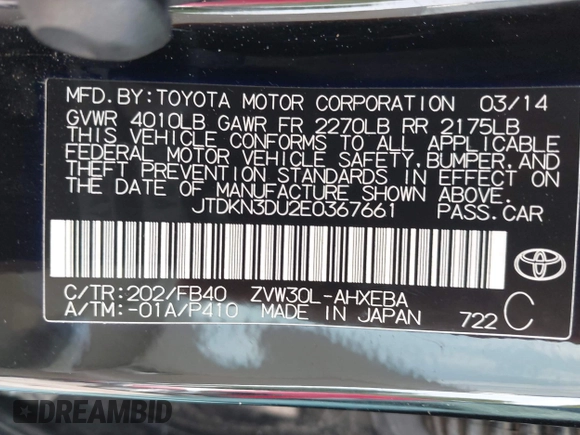 MFD.BY:TOYOTA MOTOR CORPORATION 03/14
GVWR 4010LB GAWR FR 2270LB RR 2175LB
THIS VEHICLE CONFORMS TO ALL APPLICABLE
FEDERAL MOTOR VEHICLE SAFETY,BUMPER,AND
THEFT PREVENTION STANDARDS IN EFFECT ON
THE DATE OF MANUFACTURE SHOWN ABOVE.
JTDKN3DU2E0367661 PASS.CAR
C/TR:202/FB40 ZVW30L-AHXEBA
A/TM:-01A/P410 MADE IN JAPAN 722 C
DREAMBID